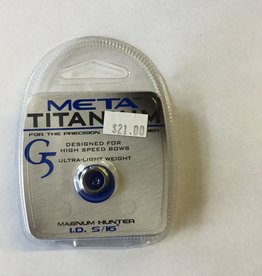 META
TITANIUM
$21.00
FOR THE PRECISION
G5
DESIGNED FOR
HIGH SPEED BOWS
ULTRA-LIGHT WEIGHT
MAGNUM HUNTER
I.D. 5/16"